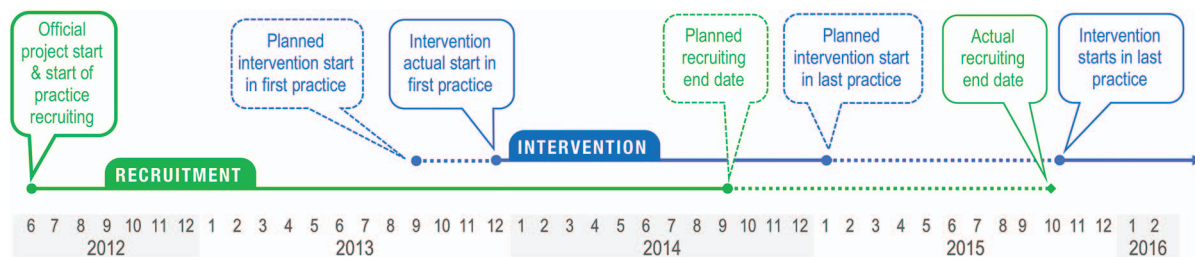 Official
project start
& start of
practice
recruiting
Planned
intervention start
in first practice
Intervention
actual start in
first practice
Planned
recruiting
end date
Planned
intervention start
in last practice
Actual
recruiting
end date
Intervention
starts in last
practice
INTERVENTION
RECRUITMENT
6 7 8 9 10 11 12 1 2 3 4 5 6 7 8 9 10 11 12 1 2 3 4 5 6 7 8 9 10 11 12 1 2 3 4 5 6 7 8 9 10 11 12 1 2
2012 2013 2014 2015 2016